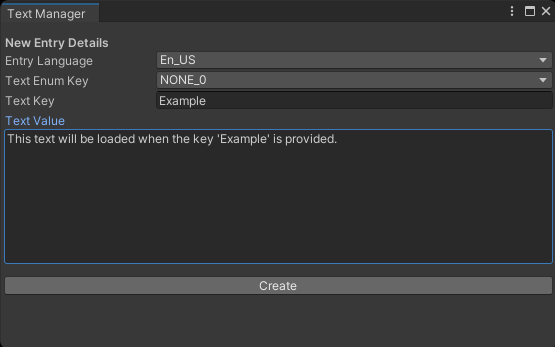 Text Manager
New Entry Details
Entry Language En_US
Text Enum Key NONE_0
Text Key Example
Text Value
This text will be loaded when the key 'Example' is provided.
Create